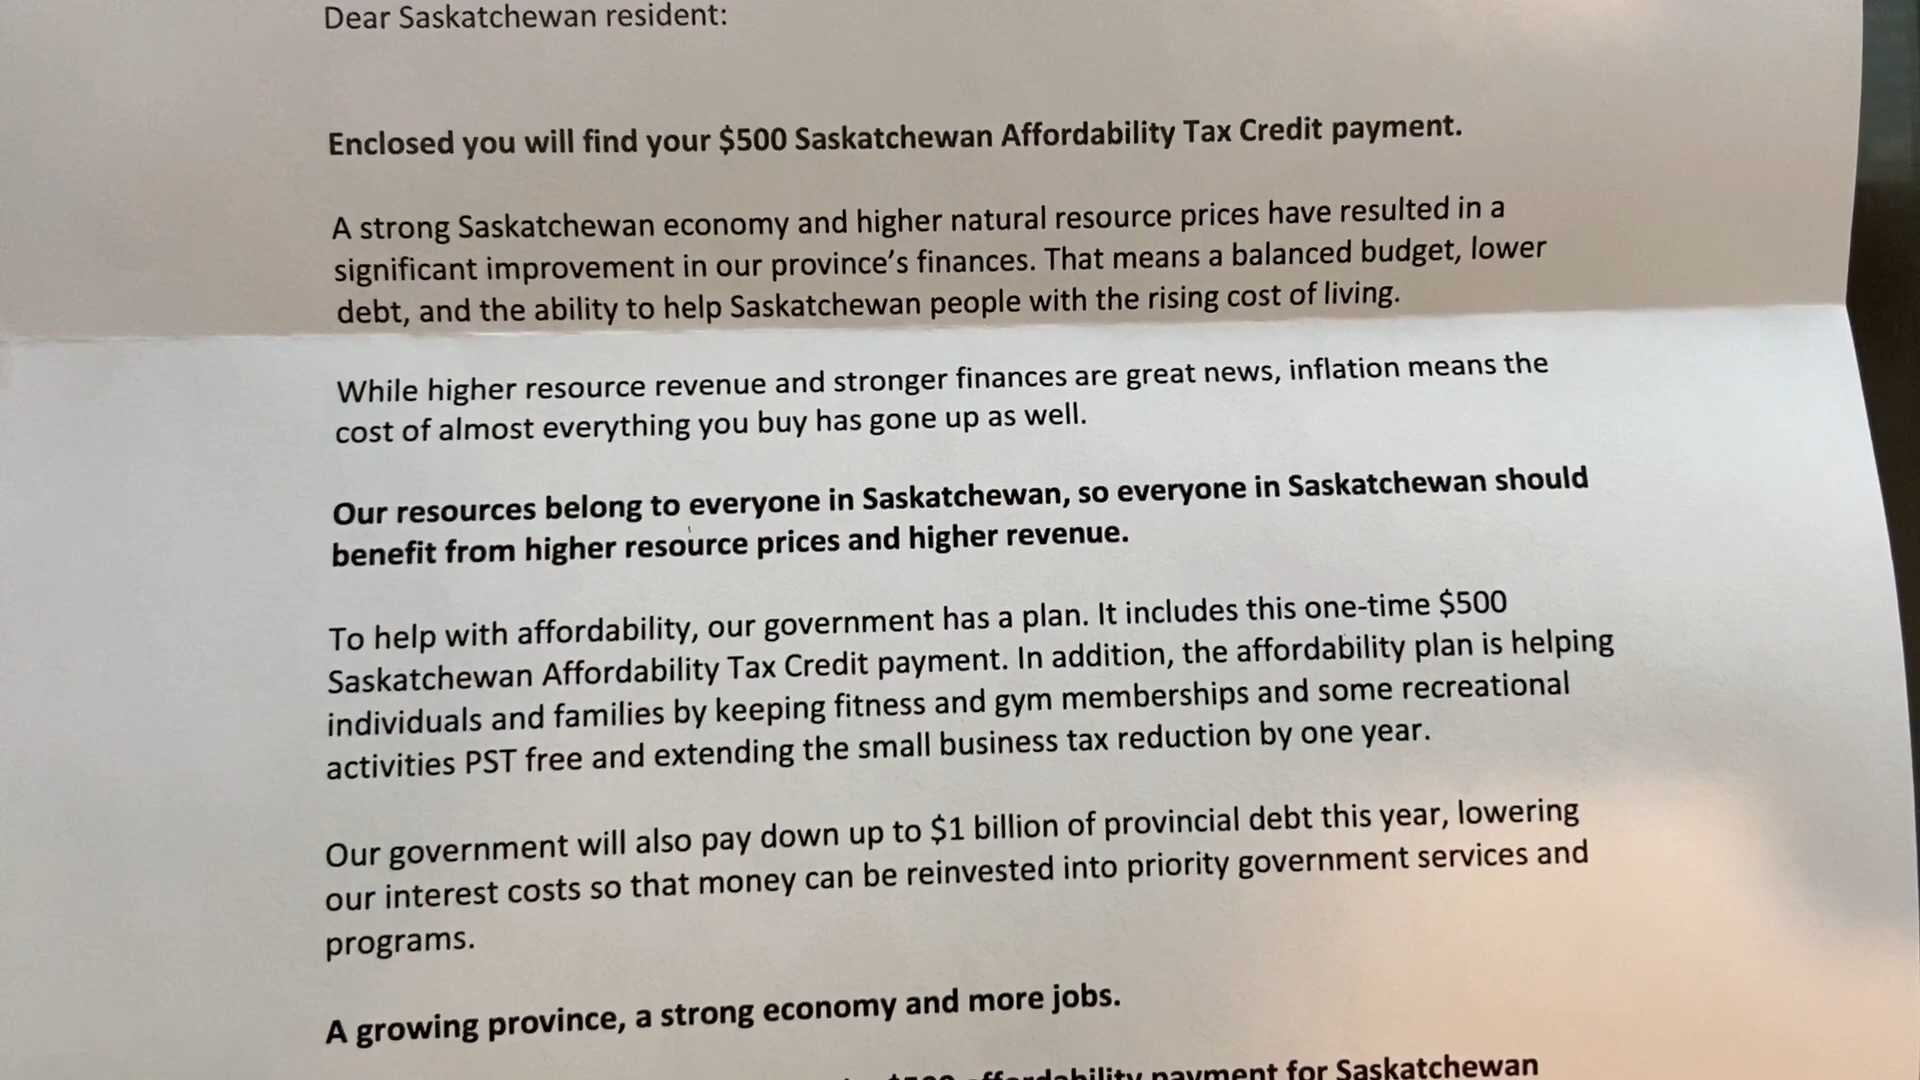 Dear Saskatchewan resident:
Enclosed you will find your $500 Saskatchewan Affordability Tax Credit payment.
A strong Saskatchewan economy and higher natural resource prices have resulted in a
significant improvement in our province's finances. That means a balanced budget, lower
debt, and the ability to help Saskatchewan people with the rising cost of living.
While higher resource revenue and stronger finances are great news, inflation means the
cost of almost everything you buy has gone up as well.
Our resources belong to everyone in Saskatchewan, so everyone in Saskatchewan should
benefit from higher resource prices and higher revenue.
To help with affordability, our government has a plan. It includes this one-time $500
Saskatchewan Affordability Tax Credit payment. In addition, the affordability plan is helping
individuals and families by keeping fitness and gym memberships and some recreational
activities PST free and extending the small business tax reduction by one year.
Our government will also pay down up to $1 billion of provincial debt this year, lowering
our interest costs so that money can be reinvested into priority government services and
programs.
A growing province, a strong economy and more jobs.
affordability payment for Saskatchewan